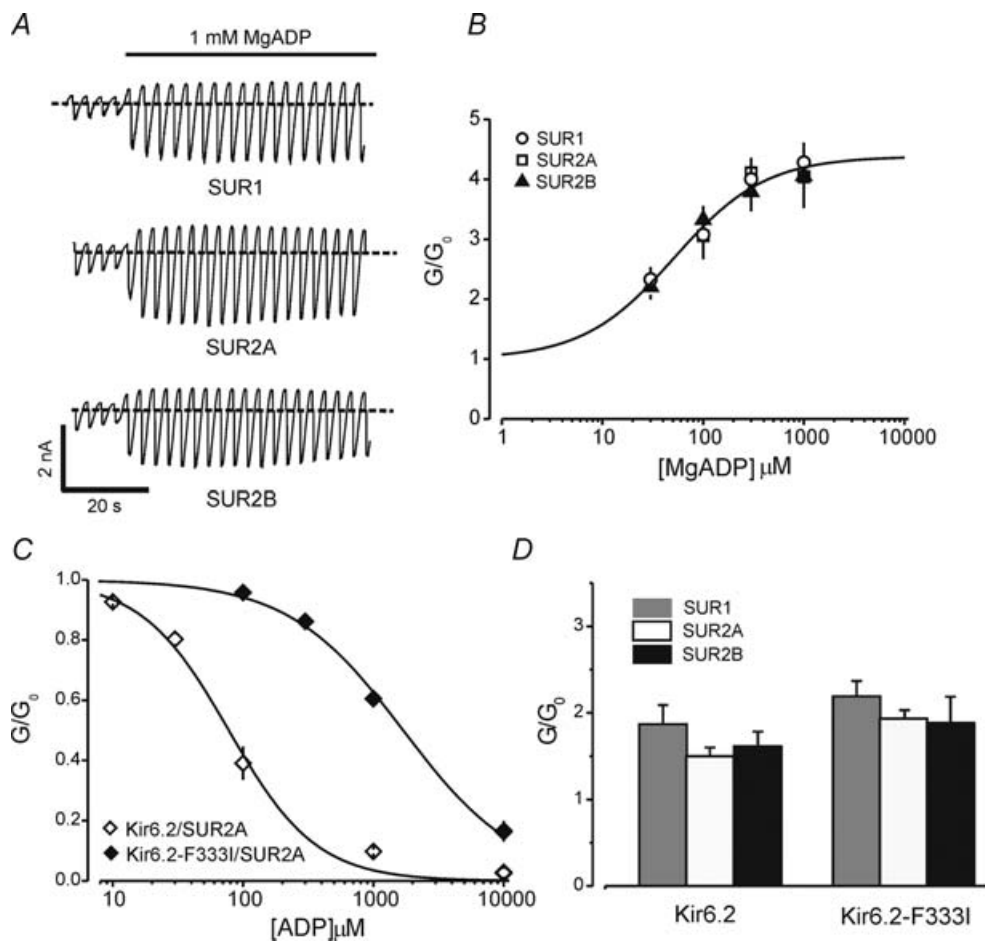 A
1 mM MgADP
SUR1
SUR2A
SUR2B
2 nA
20 s
B
SUR1
SUR2A
SUR2B
G/G0
5
4
3
2
1
0
1 10 100 1000 10000
[MgADP] μM
C
G/G0
1.0
0.8
0.6
0.4
0.2
0.0
Kir6.2/SUR2A
Kir6.2-F333I/SUR2A
10 100 1000 10000
[ADP]μM
D
SUR1
SUR2A
SUR2B
G/G0
3
2
1
0
Kir6.2 Kir6.2-F333I